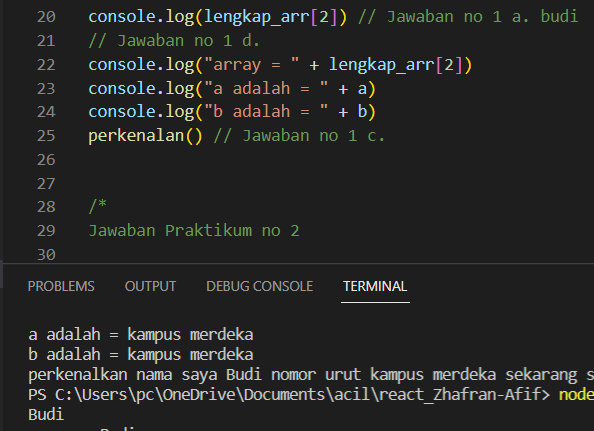 20 console.log(lengkap_arr[2]) // Jawaban no 1 a. budi
21 // Jawaban no 1 d.
22 console.log("array = " + lengkap_arr[2])
23 console.log("a adalah = " + a)
24 console.log("b adalah = " + b)
25 perkenalan() // Jawaban no 1 c.
26
27
28 /*
29 Jawaban Praktikum no 2
30
PROBLEMS OUTPUT DEBUG CONSOLE TERMINAL
a adalah = kampus merdeka
b adalah = kampus merdeka
perkenalkan nama saya Budi nomor urut kampus merdeka sekarang s
PS C:\Users\pc\OneDrive\Documents\acil\react_Zhafran-Afif> node
Budi